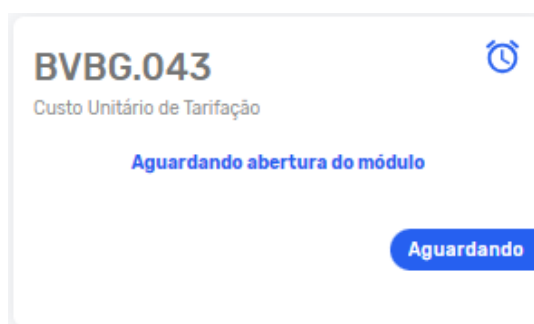 BVBG.043
Custo Unitário de Tarifação
Aguardando abertura do módulo
Aguardando